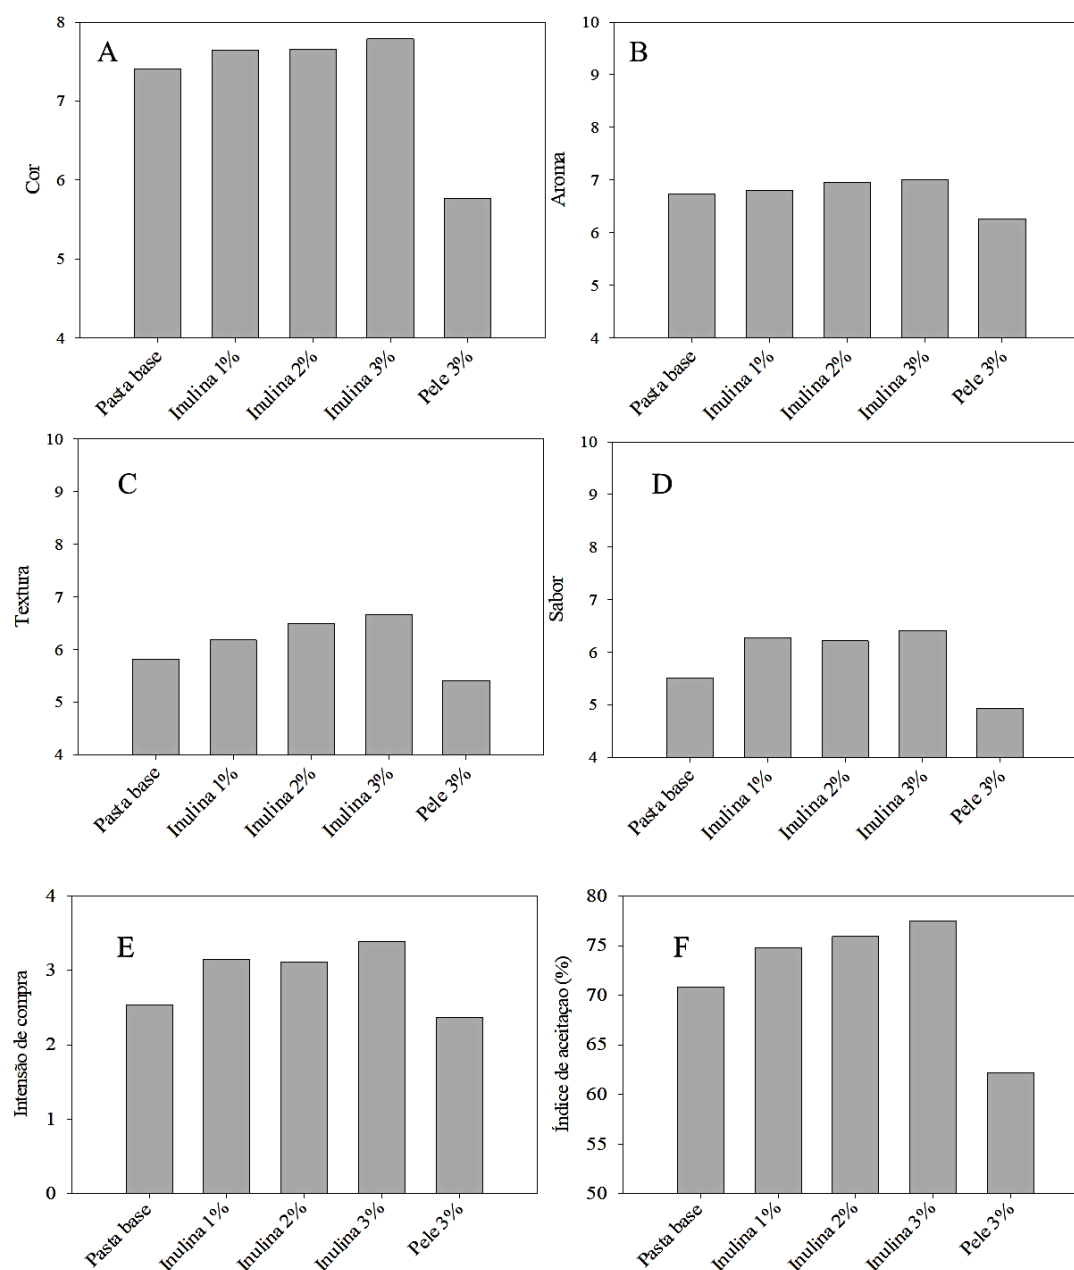 A
Cor
8
7
6
5
4
Pasta base
Inulina 1%
Inulina 2%
Inulina 3%
Pele 3%
B
Aroma
10
9
8
7
6
5
4
Pasta base
Inulina 1%
Inulina 2%
Inulina 3%
Pele 3%
C
Textura
10
9
8
7
6
5
4
Pasta base
Inulina 1%
Inulina 2%
Inulina 3%
Pele 3%
D
Sabor
10
9
8
7
6
5
4
Pasta base
Inulina 1%
Inulina 2%
Inulina 3%
Pele 3%
E
Intensão de compra
4
3
2
1
0
Pasta base
Inulina 1%
Inulina 2%
Inulina 3%
Pele 3%
F
Índice de aceitaçao (%)
80
75
70
65
60
55
50
Pasta base
Inulina 1%
Inulina 2%
Inulina 3%
Pele 3%